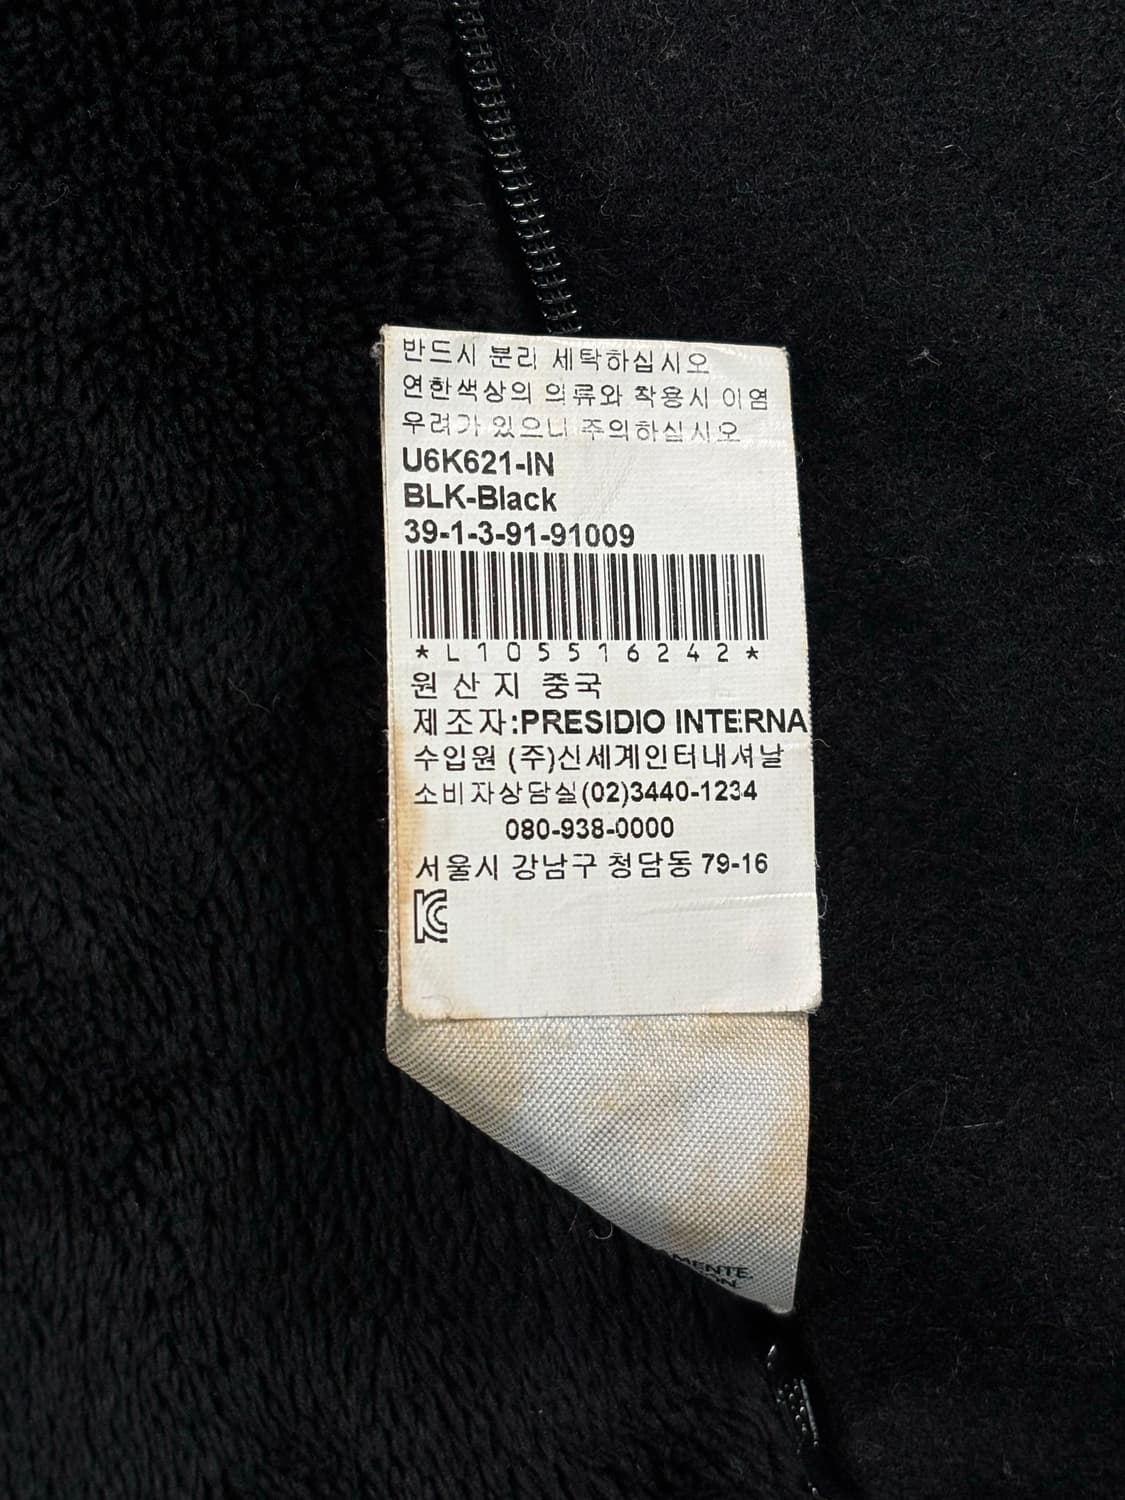 반드시 분리 세탁하십시오
연한색상의 의류와 착용시 이염
우려가 있으니 주의하십시오
U6K621-IN
BLK-Black
39-1-3-91-91009
*L105516242*
원산지 중국
제조자:PRESIDIO INTERNA
수입원 (주)신세계인터내셔날
소비자상담실(02)3440-1234
080-938-0000
서울시 강남구 청담동 79-16
KC